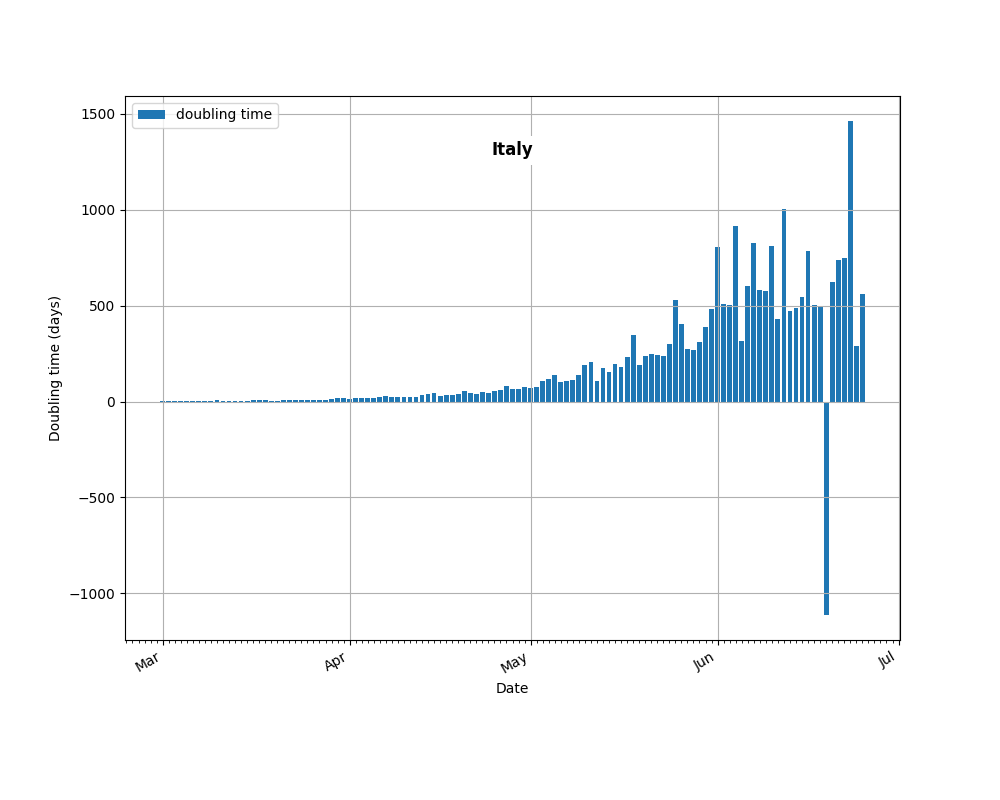 doubling time
Italy
1500
1000
500
0
−500
−1000
Doubling time (days)
Mar
Apr
May
Jun
Jul
Date